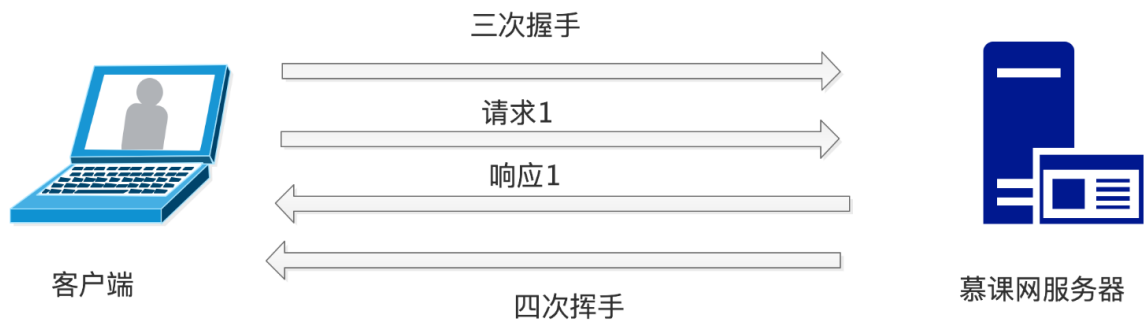 三次握手
请求1
响应1
四次挥手
客户端
慕课网服务器